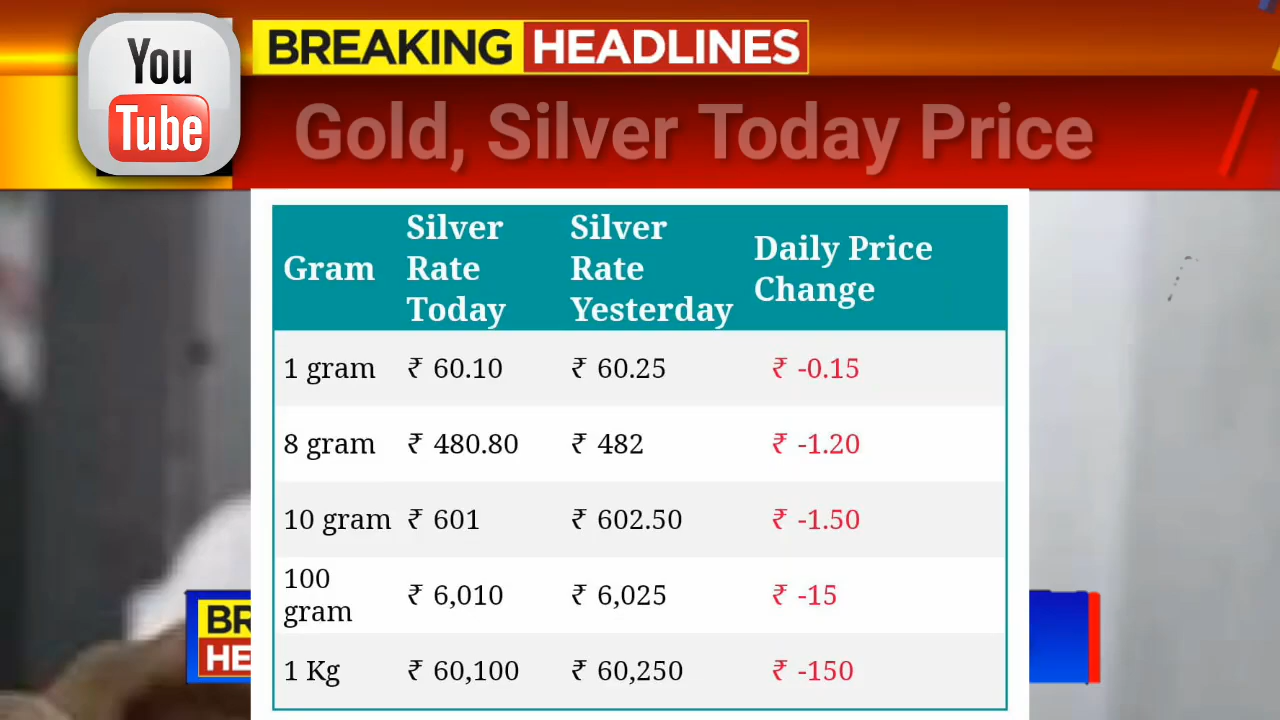 You
Tube
BREAKING HEADLINES
Gold, Silver Today Price
Gram
Silver
Rate
Today
Silver
Rate
Yesterday
Daily Price
Change
1 gram ₹ 60.10 ₹ 60.25 ₹ -0.15
8 gram ₹ 480.80 ₹ 482 ₹ -1.20
10 gram ₹ 601 ₹ 602.50 ₹ -1.50
100
gram ₹ 6,010 ₹ 6,025 ₹ -15
1 Kg ₹ 60,100 ₹ 60,250 ₹ -150
BR
HE